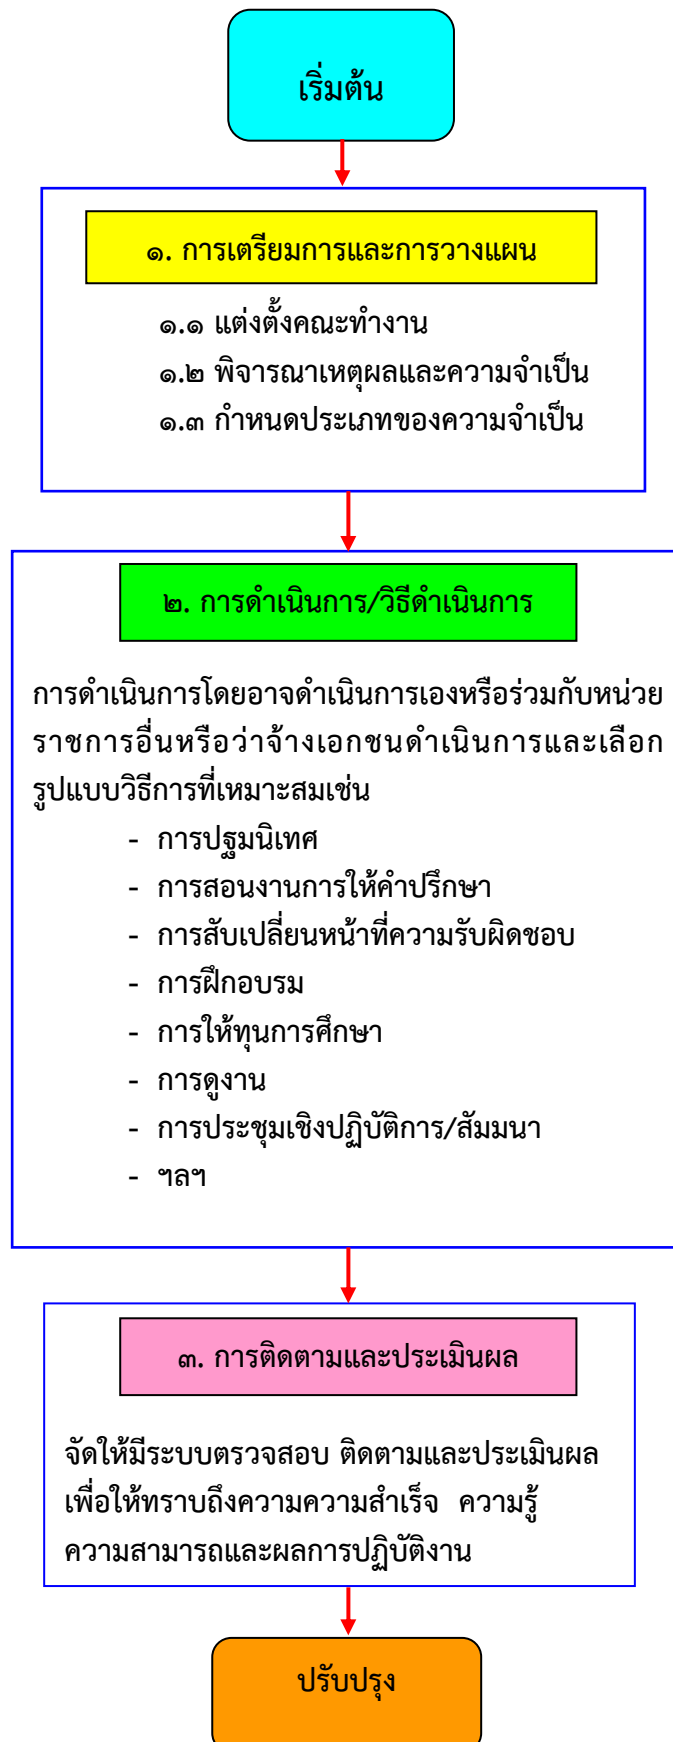 เริ่มต้น
๑. การเตรียมการและการวางแผน
๑.๑ แต่งตั้งคณะทำงาน
๑.๒ พิจารณาเหตุผลและความจำเป็น
๑.๓ กำหนดประเภทของความจำเป็น
๒. การดำเนินการ/วิธีดำเนินการ
การดำเนินการโดยอาจดำเนินการเองหรือร่วมกับหน่วย
ราชการอื่นหรือว่าจ้างเอกชนดำเนินการและเลือก
รูปแบบวิธีการที่เหมาะสมเช่น
- การปฐมนิเทศ
- การสอนงานการให้คำปรึกษา
- การสับเปลี่ยนหน้าที่ความรับผิดชอบ
- การฝึกอบรม
- การให้ทุนการศึกษา
- การดูงาน
- การประชุมเชิงปฏิบัติการ/สัมมนา
- ฯลฯ
๓. การติดตามและประเมินผล
จัดให้มีระบบตรวจสอบ ติดตามและประเมินผล
เพื่อให้ทราบถึงความความสำเร็จ ความรู้
ความสามารถและผลการปฏิบัติงาน
ปรับปรุง